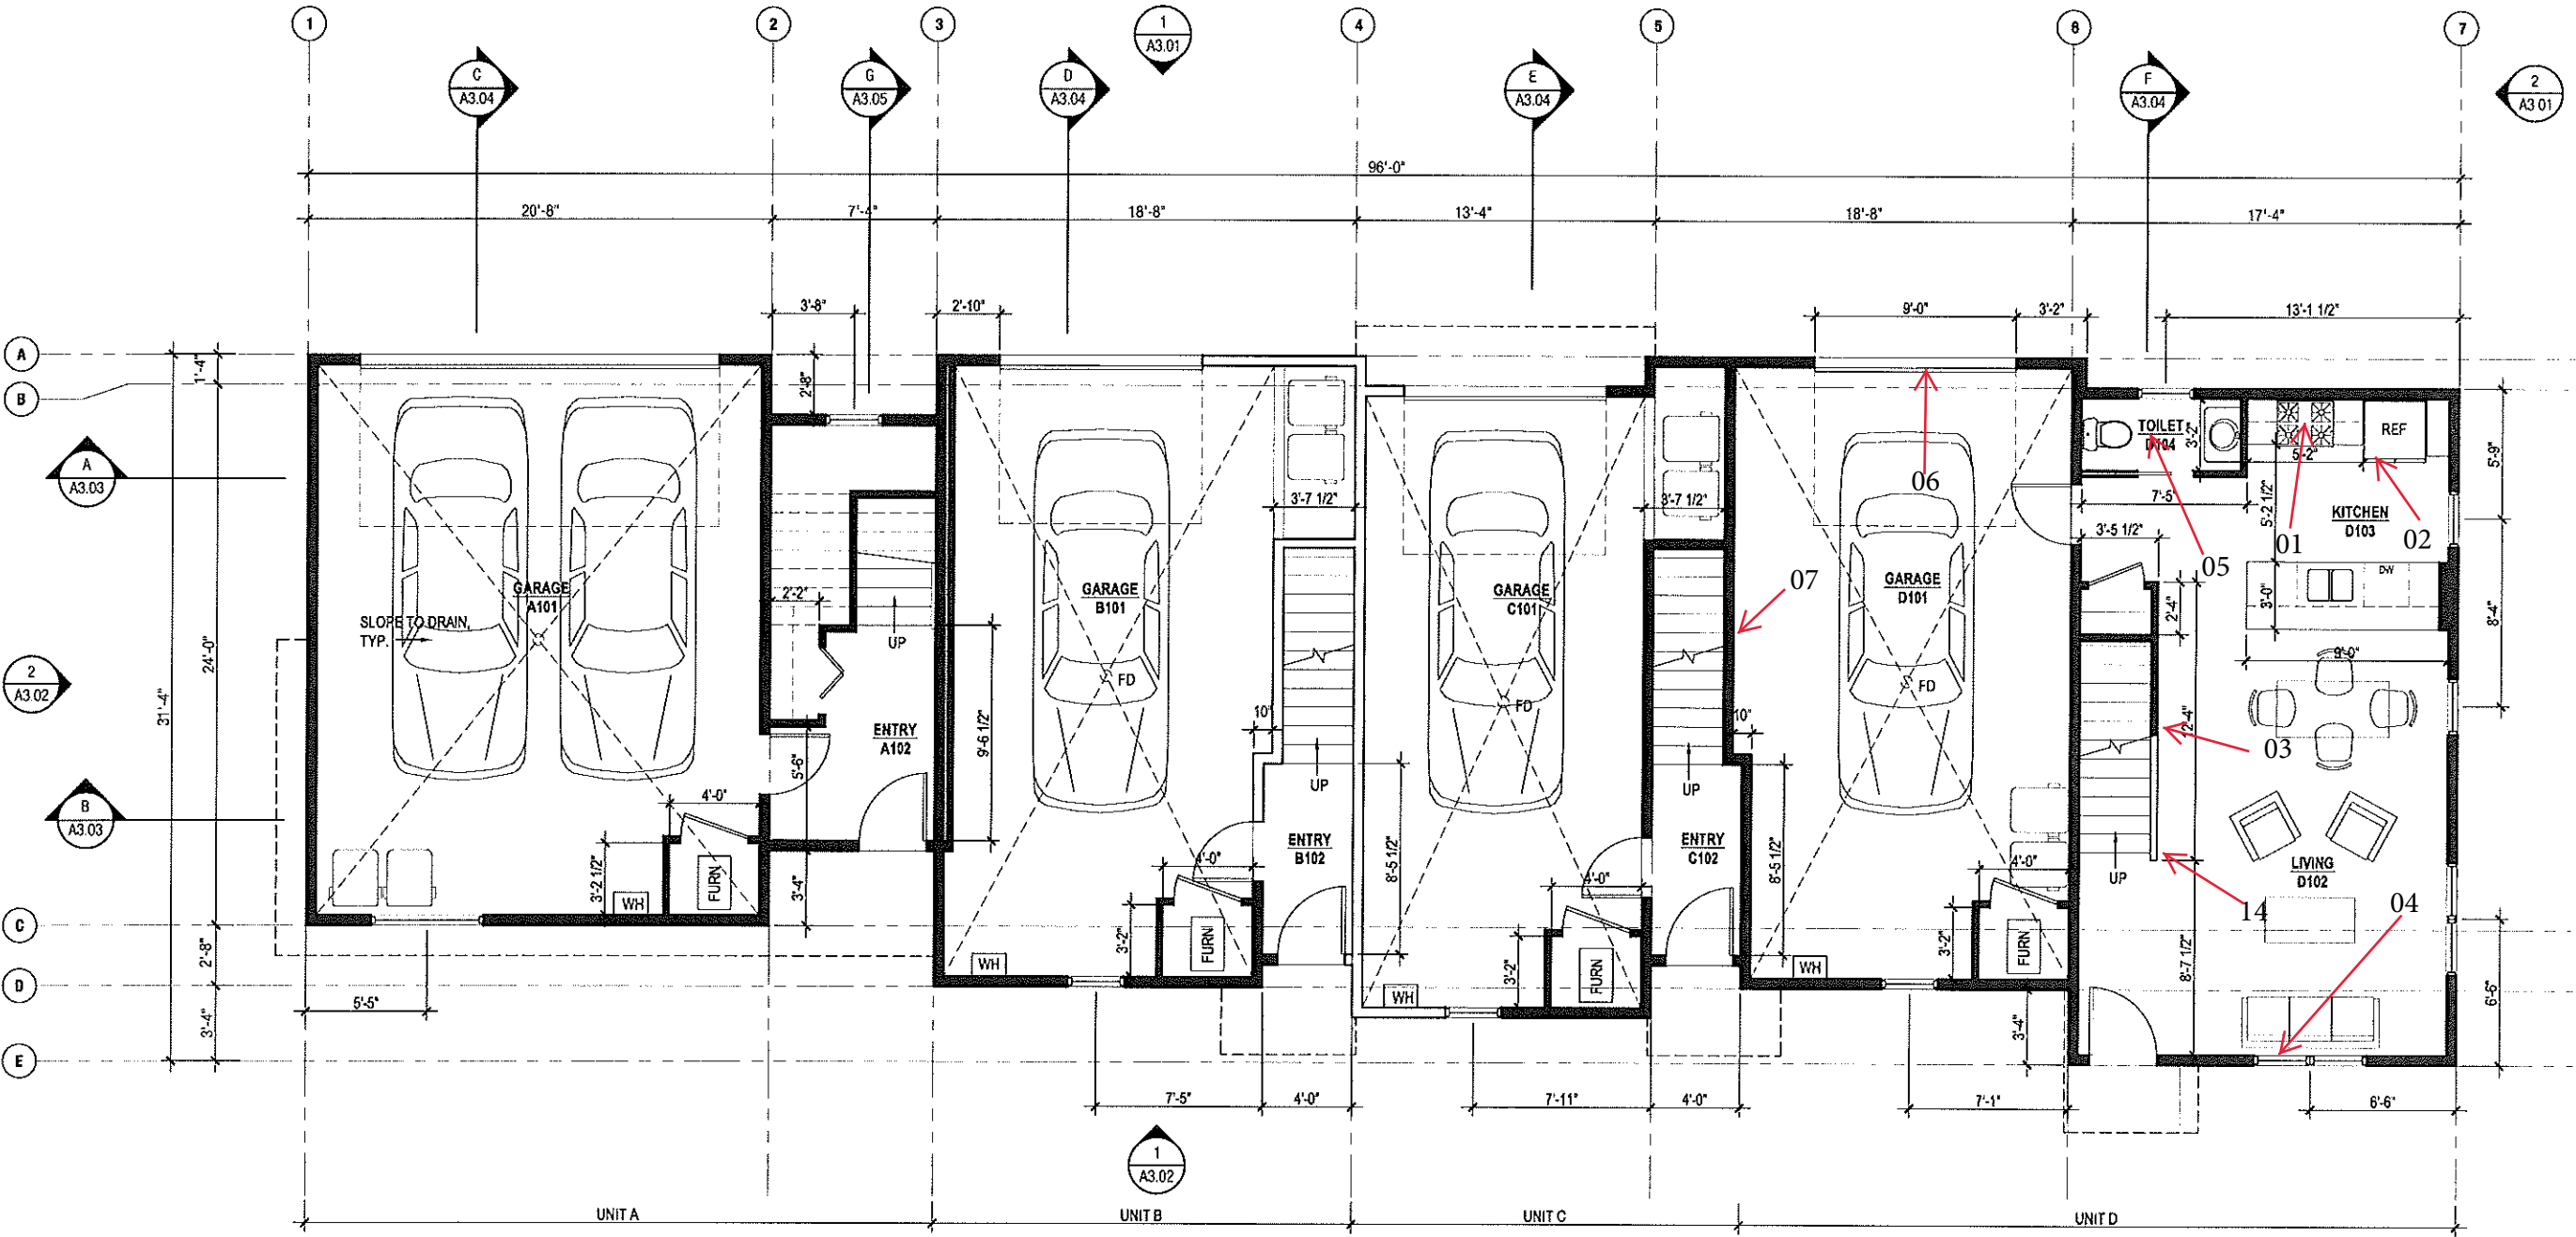 1
2
3
4
5
6
7
1
A3.01
C
A3.04
G
A3.05
D
A3.04
E
A3.04
F
A3.04
2
A3 01
96'-0"
20'-8"
7'-4"
18'-8"
13'-4"
18'-8"
17'-4"
3'-8"
2'-10"
9'-0"
3'-2"
13'-1 1/2"
A
B
1'-4"
2'-8"
A
A3.03
TOILET
D104
3'-2"
REF
5'-2"
5'-9"
06
3'-7 1/2"
3'-7 1/2"
7'-5"
5'-2 1/2"
KITCHEN
D103
3'-5 1/2"
01
02
05
07
DW
GARAGE
A101
GARAGE
B101
GARAGE
C101
GARAGE
D101
2'-2"
3'-0"
2'-4"
8'-4"
SLOPE TO DRAIN,
TYP.
UP
24'-0"
31'-4"
2
A3.02
9'-0"
FD
FD
FD
10"
10"
9'-6 1/2"
ENTRY
A102
03
5'-6"
UP
UP
B
A3.03
4'-0"
ENTRY
B102
ENTRY
C102
8'-5 1/2"
8'-5 1/2"
4'-0"
4'-0"
4'-0"
UP
LIVING
D102
3'-2 1/2"
FURN
WH
3'-4"
14
04
C
2'-8"
3'-2"
FURN
WH
3'-2"
FURN
WH
3'-2"
FURN
WH
8'-7 1/2"
D
5'-5"
3'-4"
3'-4"
6'-6"
E
7'-5"
4'-0"
7'-11"
4'-0"
7'-1"
6'-6"
1
A3.02
UNIT A
UNIT B
UNIT C
UNIT D